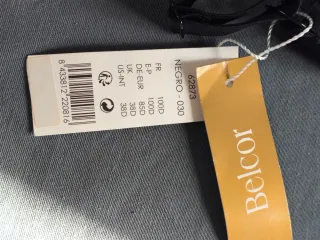 62873
NEGRO - 030
FR 100D
E-P 100D
DE-EUR 85D
UK 38D
US-INT 38D
8 433812 220816
Belcor